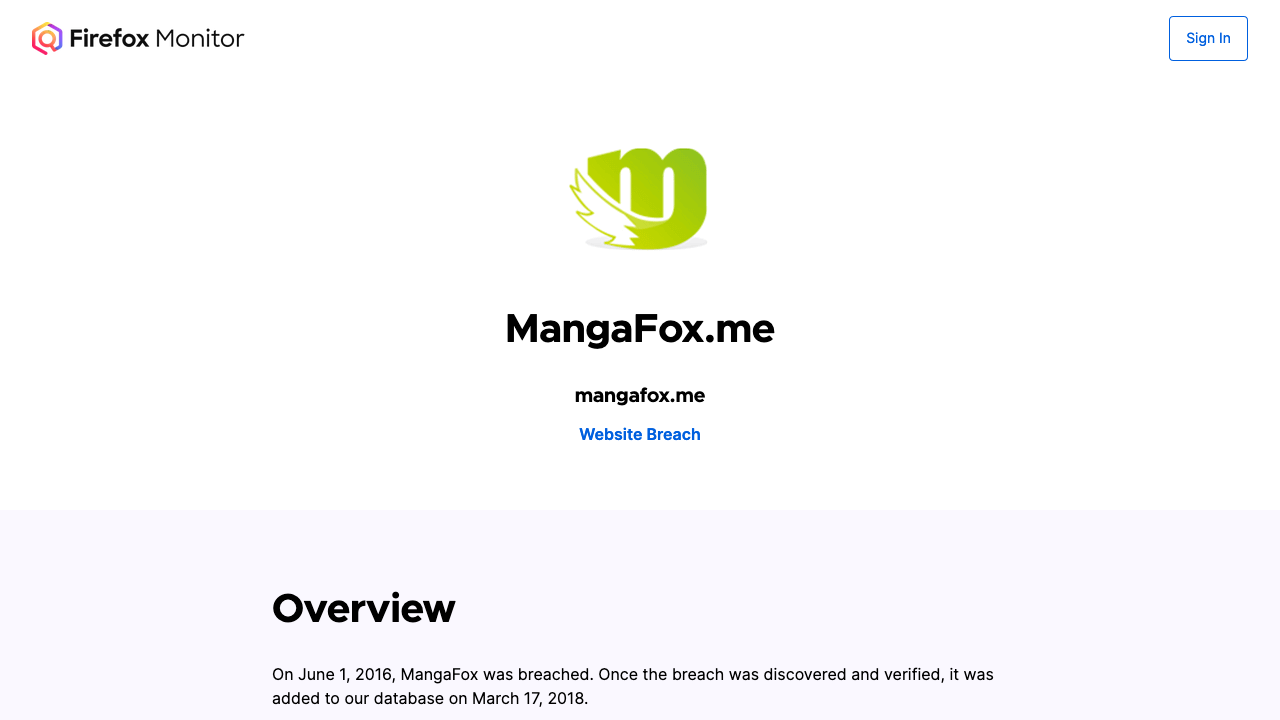 Firefox Monitor
Sign In
MangaFox.me
mangafox.me
Website Breach
Overview
On June 1, 2016, MangaFox was breached. Once the breach was discovered and verified, it was
added to our database on March 17, 2018.